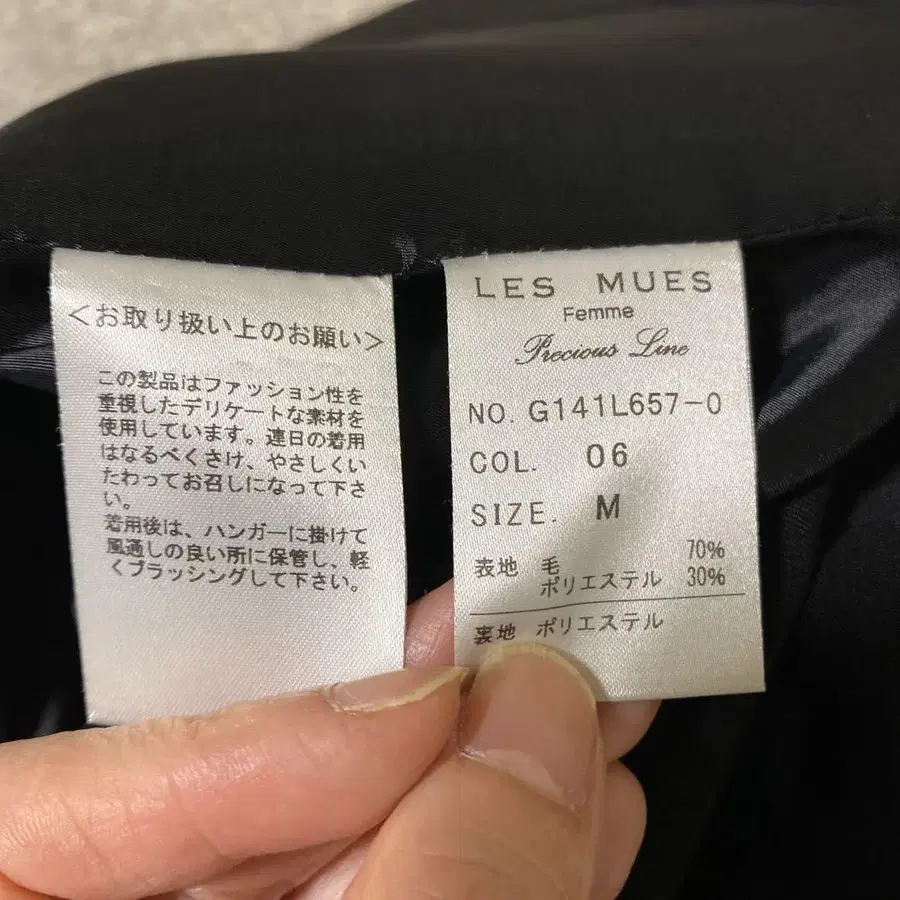 <お取り扱い上のお願い>
この製品はファッション性を
重視したデリケートな素材を
使用しています。連日の着用
はなるべくさけ、やさしくい
たわってお召しになって下さ
い。
着用後は、ハンガーに掛けて
風通しの良い所に保管し、軽
くブラッシングして下さい。
LES MUES
Femme
Precious Line
NO. G141L657-0
COL. 06
SIZE. M
表地 毛 70%
ポリエステル 30%
裏地 ポリエステル